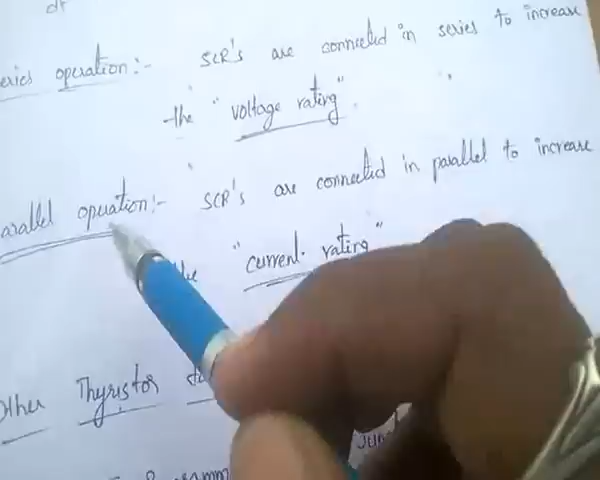 dt
eries operation:- SCR's are connected in series to increase
the "voltage rating".
arallel operation:- SCR's are connected in parallel to increase
the "current rating"
Other Thyristor